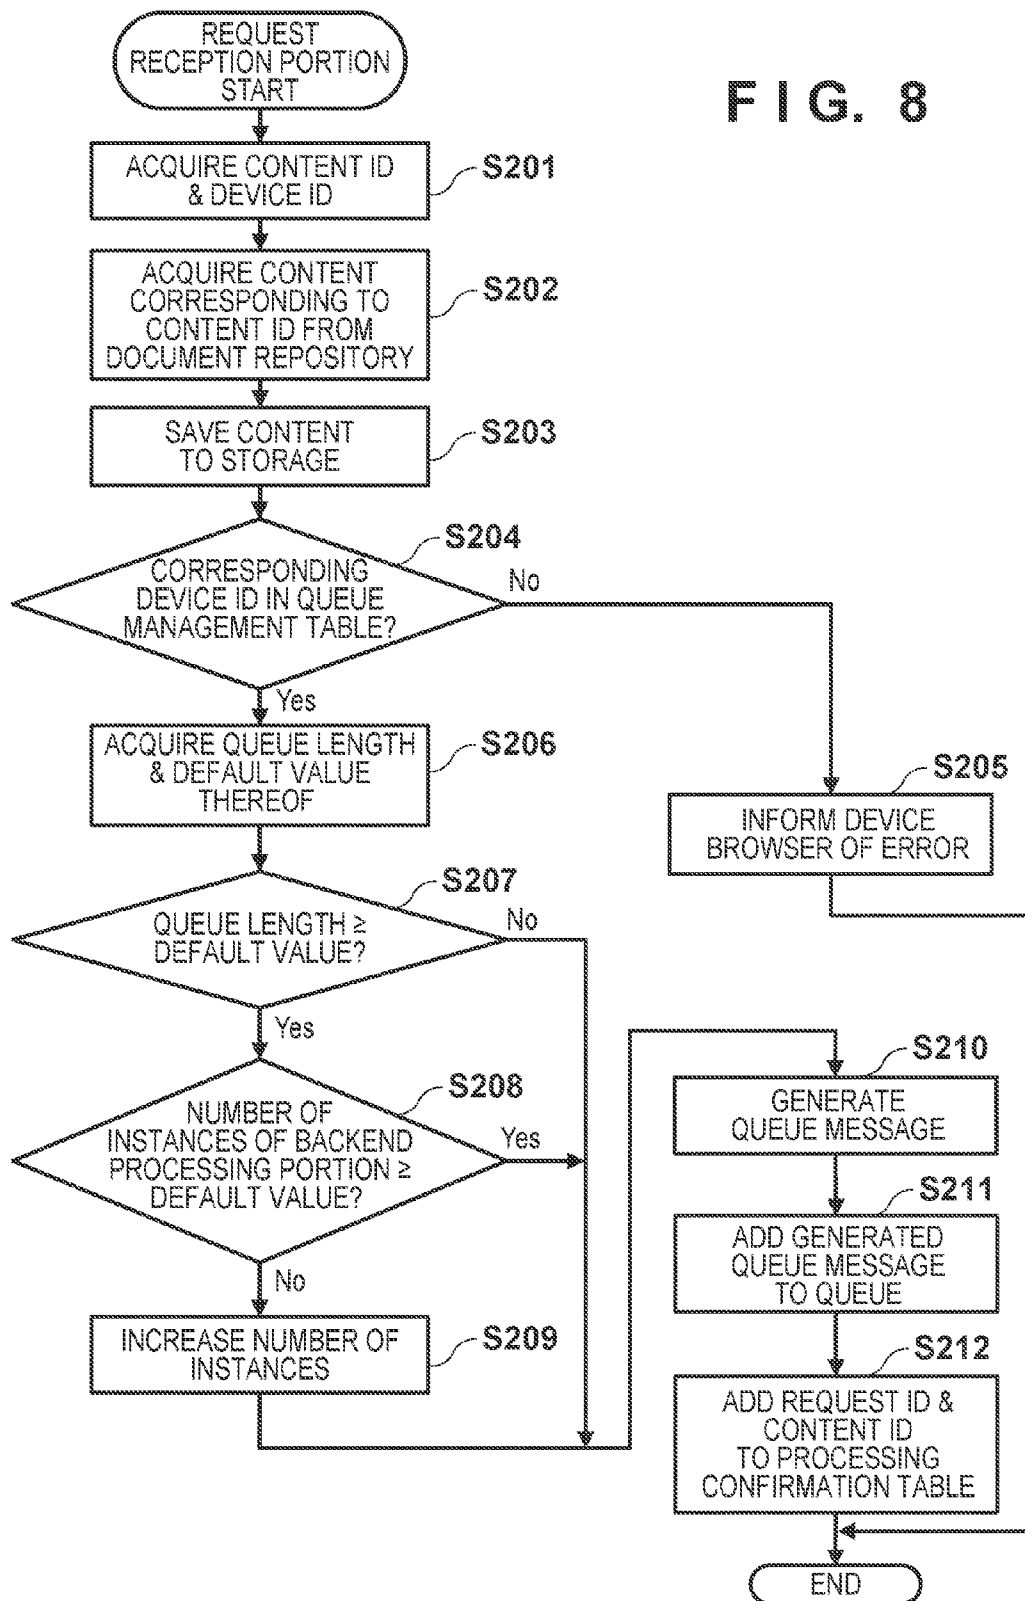 REQUEST
RECEPTION PORTION
START
FIG. 8
ACQUIRE CONTENT ID
& DEVICE ID
S201
ACQUIRE CONTENT
CORRESPONDING TO
CONTENT ID FROM
DOCUMENT REPOSITORY
S202
SAVE CONTENT
TO STORAGE
S203
S204
CORRESPONDING
DEVICE ID IN QUEUE
MANAGEMENT TABLE?
No
Yes
ACQUIRE QUEUE LENGTH
& DEFAULT VALUE
THEREOF
S206
S205
INFORM DEVICE
BROWSER OF ERROR
S207
QUEUE LENGTH ≥
DEFAULT VALUE?
No
Yes
S208
NUMBER OF
INSTANCES OF BACKEND
PROCESSING PORTION ≥
DEFAULT VALUE?
Yes
No
INCREASE NUMBER OF
INSTANCES
S209
S210
GENERATE
QUEUE MESSAGE
S211
ADD GENERATED
QUEUE MESSAGE
TO QUEUE
S212
ADD REQUEST ID &
CONTENT ID
TO PROCESSING
CONFIRMATION TABLE
END